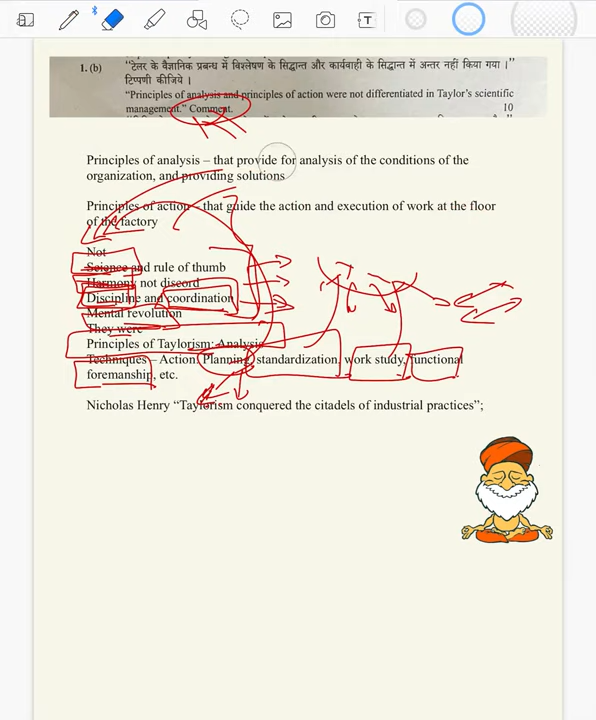 1. (b) "टेलर के वैज्ञानिक प्रबन्ध में विश्लेषण के सिद्धान्त और कार्यवाही के सिद्धान्त में अन्तर नहीं किया गया ।"
टिप्पणी कीजिये ।
"Principles of analysis and principles of action were not differentiated in Taylor's scientific
management." Comment. 10
Principles of analysis – that provide for analysis of the conditions of the
organization, and providing solutions
Principles of action – that guide the action and execution of work at the floor
of the factory
Not
Science and rule of thumb
Harmony not discord
Discipline and coordination
Mental revolution
They were
Principles of Taylorism: Analysis
Techniques – Action: Planning, standardization, work study, functional
foremanship, etc.
Nicholas Henry “Taylorism conquered the citadels of industrial practices”;